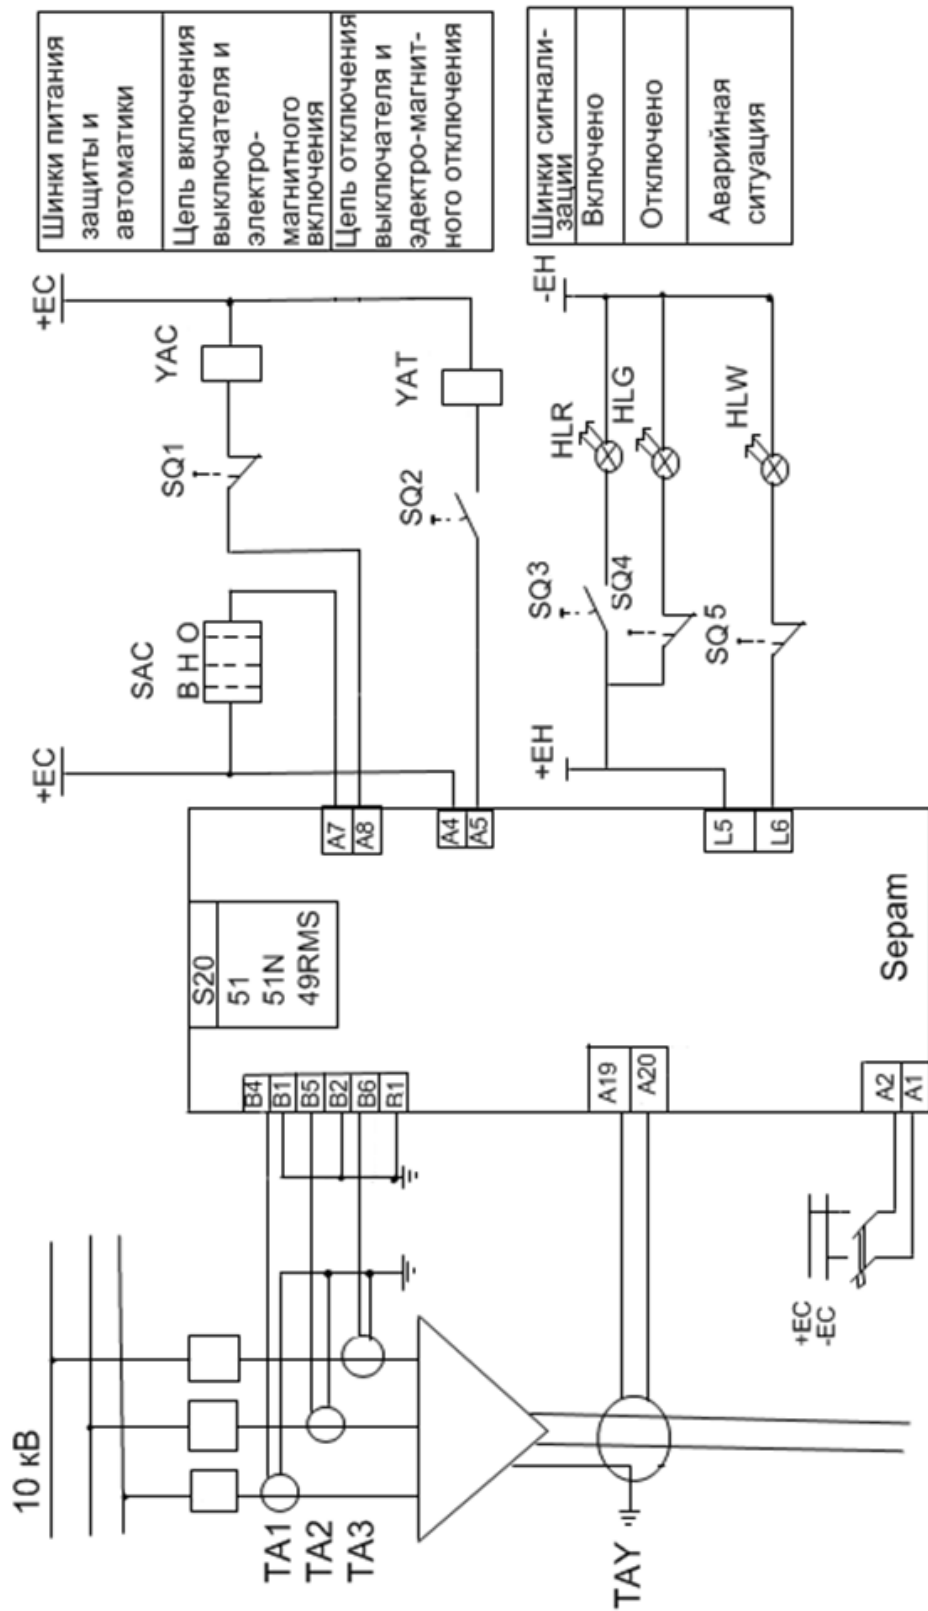 10 кВ
TA1
TA2
TA3
TAY
+EC
-EC
B4
B1
B5
B2
B6
R1
A19
A20
A2
A1
S20
51
51N
49RMS
Sepam
A7
A8
A4
A5
L5
L6
+EC
SAC
В Н О
SQ1
YAC
+EC
SQ2
YAT
+EH
SQ3
SQ4
SQ5
HLR
HLG
HLW
-EH
Шинки питания
защиты и
автоматики
Цепь включения
выключателя и
электро-
магнитного
включения
Цепь отключения
выключателя и
эдектро-магнит-
ного отключения
Шинки сигнали-
зации
Включено
Отключено
Аварийная
ситуация